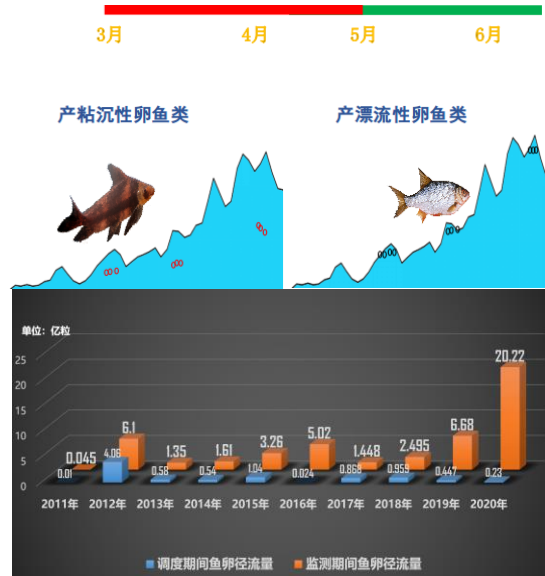 3月 4月 5月 6月
产粘沉性卵鱼类 产漂流性卵鱼类
单位：亿粒
25
20
15
10
5
0
0.045 6.1 1.35 1.61 3.26 5.02 1.448 2.495 6.68 20.22
0.01 4.06 0.58 0.54 1.04 0.024 0.868 0.959 0.447 0.23
2011年 2012年 2013年 2014年 2015年 2016年 2017年 2018年 2019年 2020年
调度期间鱼卵径流量 监测期间鱼卵径流量